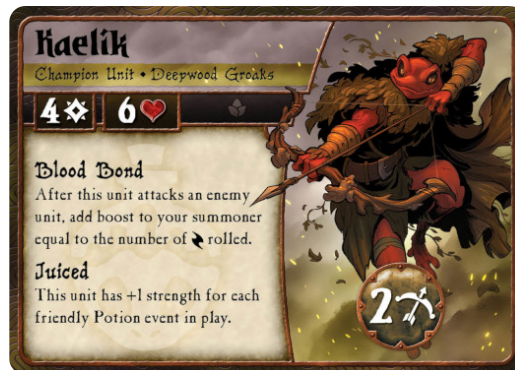 Kaelik
Champion Unit • Deepwood Groaks
4 6
Blood Bond
After this unit attacks an enemy
unit, add boost to your summoner
equal to the number of rolled.
Juiced
This unit has +1 strength for each
friendly Potion event in play.
2